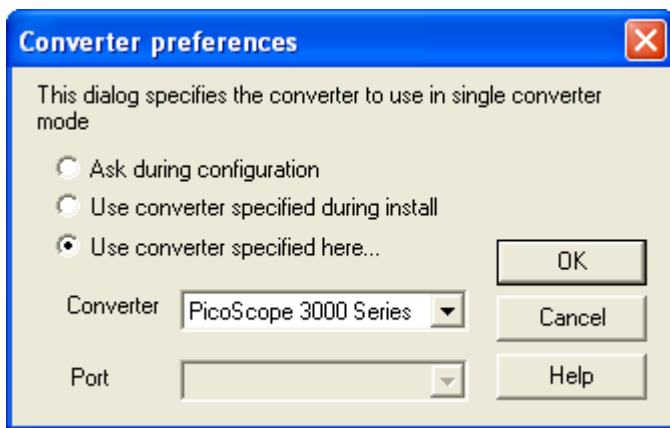 Converter preferences
This dialog specifies the converter to use in single converter
mode
Ask during configuration
Use converter specified during install
Use converter specified here...
OK
Converter
PicoScope 3000 Series
Cancel
Port
Help